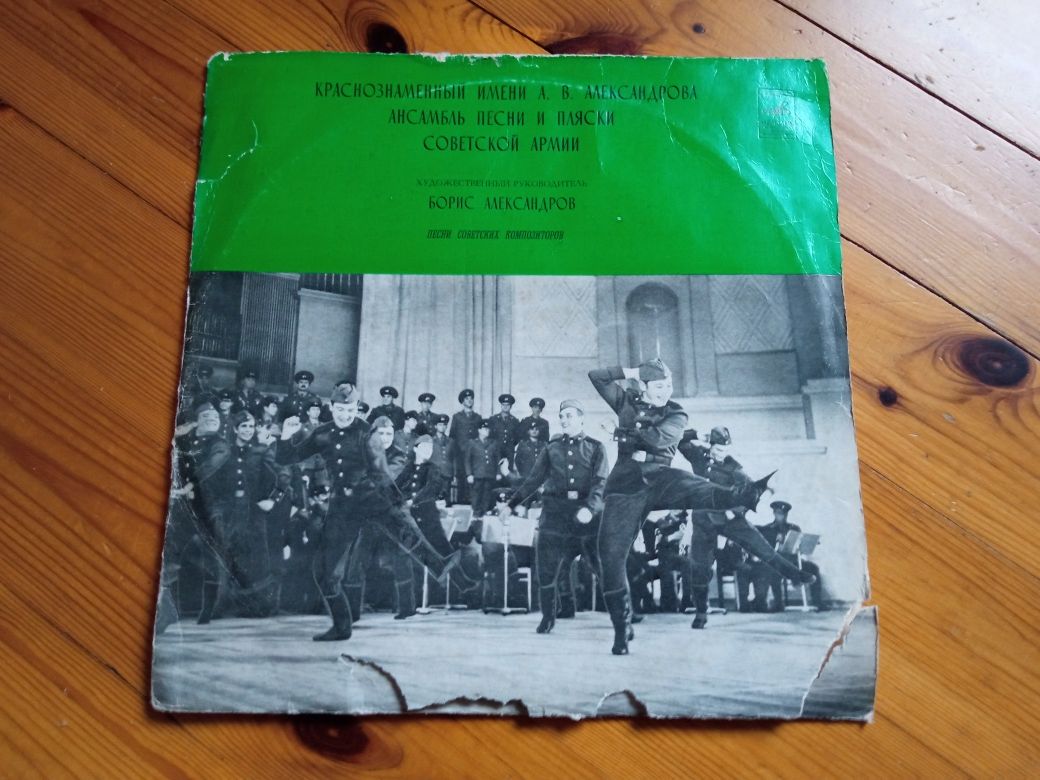 КРАСНОЗНАМЕННЫЙ ИМЕНИ А. В. АЛЕКСАНДРОВА
АНСАМБЛЬ ПЕСНИ И ПЛЯСКИ
СОВЕТСКОЙ АРМИИ
ХУДОЖЕСТВЕННЫЙ РУКОВОДИТЕЛЬ
БОРИС АЛЕКСАНДРОВ
ПЕСНИ СОВЕТСКИХ КОМПОЗИТОРОВ